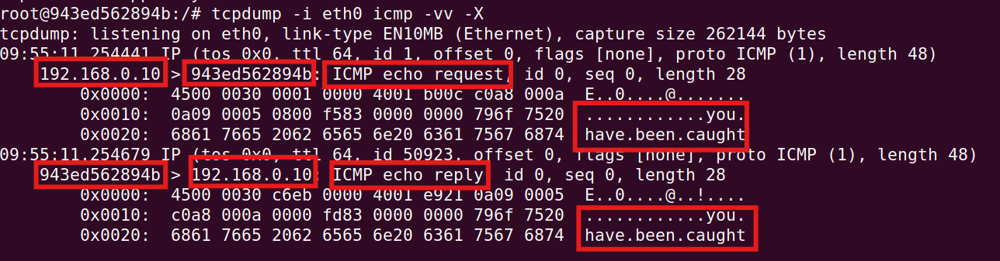 root@943ed562894b:/# tcpdump -i eth0 icmp -vv -X
tcpdump: listening on eth0, link-type EN10MB (Ethernet), capture size 262144 bytes
09:55:11.254441 IP (tos 0x0, ttl 64, id 1, offset 0, flags [none], proto ICMP (1), length 48)
    192.168.0.10 > 943ed562894b: ICMP echo request, id 0, seq 0, length 28
        0x0000:  4500 0030 0001 0000 4001 b00c c0a8 000a  E..0....@.......
        0x0010:  0a09 0005 0800 f583 0000 0000 796f 7520  ............you.
        0x0020:  6861 7665 2062 6565 6e20 6361 7567 6874  have.been.caught
09:55:11.254679 IP (tos 0x0, ttl 64, id 50923, offset 0, flags [none], proto ICMP (1), length 48)
    943ed562894b > 192.168.0.10: ICMP echo reply, id 0, seq 0, length 28
        0x0000:  4500 0030 c6eb 0000 4001 e921 0a09 0005  E..0....@..!....
        0x0010:  c0a8 000a 0000 fd83 0000 0000 796f 7520  ............you.
        0x0020:  6861 7665 2062 6565 6e20 6361 7567 6874  have.been.caught